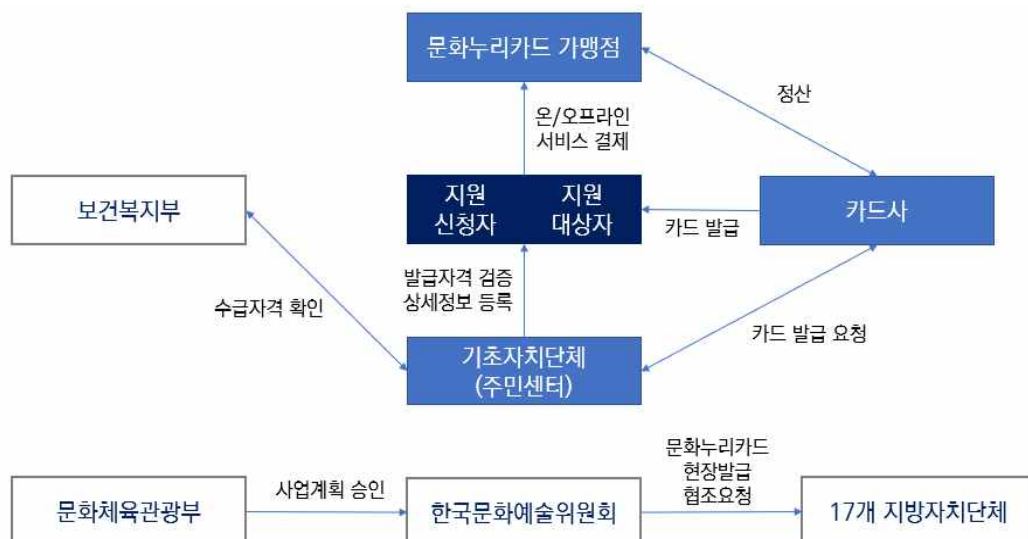 문화누리카드 가맹점
정산
온/오프라인
서비스 결제
보건복지부
지원 지원
신청자 대상자
카드 발급
카드사
발급자격 검증
상세정보 등록
수급자격 확인
카드 발급 요청
기초자치단체
(주민센터)
문화누리카드
현장발급
협조요청
문화체육관광부
사업계획 승인
한국문화예술위원회
17개 지방자치단체